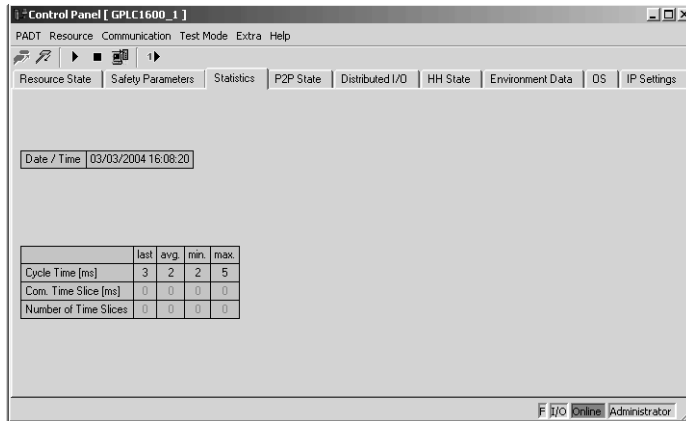 Control Panel [ GPLC1600_1 ]
PADT Resource Communication Test Mode Extra Help
1
Resource State Safety Parameters Statistics P2P State Distributed I/O HH State Environment Data OS IP Settings
Date / Time 03/03/2004 16:08:20
last avg. min. max.
Cycle Time [ms] 3 2 2 5
Com. Time Slice [ms] 0 0 0 0
Number of Time Slices 0 0 0 0
F I/O Online Administrator